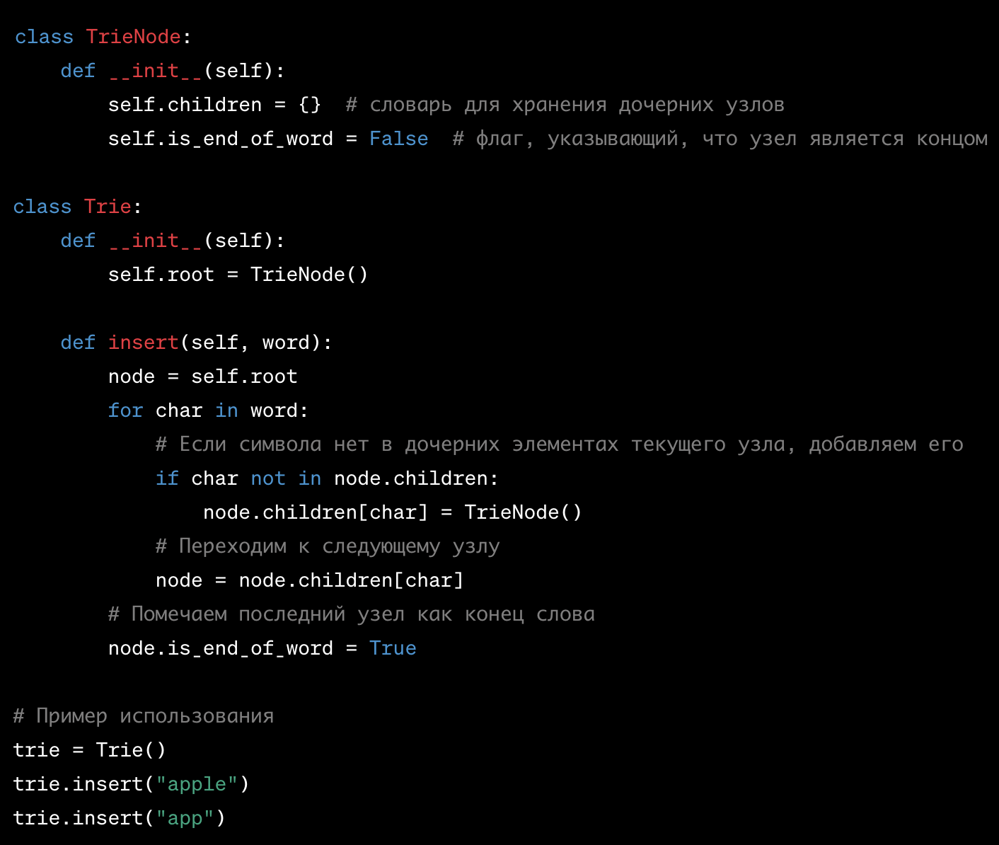 class TrieNode:
    def __init__(self):
        self.children = {}  # словарь для хранения дочерних узлов
        self.is_end_of_word = False  # флаг, указывающий, что узел является концом
class Trie:
    def __init__(self):
        self.root = TrieNode()
    def insert(self, word):
        node = self.root
        for char in word:
            # Если символа нет в дочерних элементах текущего узла, добавляем его
            if char not in node.children:
                node.children[char] = TrieNode()
            # Переходим к следующему узлу
            node = node.children[char]
        # Помечаем последний узел как конец слова
        node.is_end_of_word = True
# Пример использования
trie = Trie()
trie.insert("apple")
trie.insert("app")